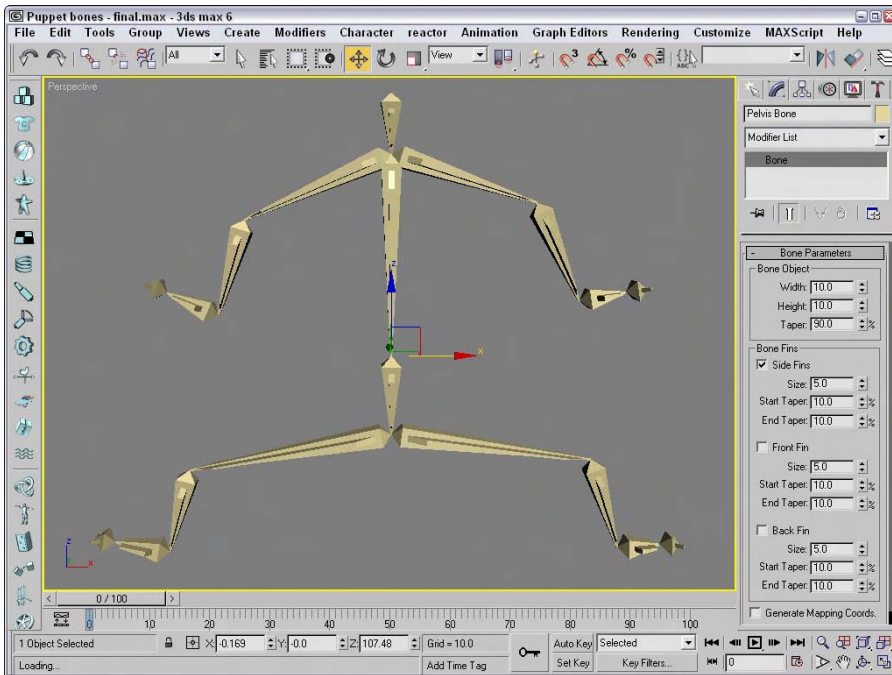 Puppet bones - final.max - 3ds max 6
File Edit Tools Group Views Create Modifiers Character reactor Animation Graph Editors Rendering Customize MAXScript Help
All
View
3
%
ABC
Perspective
z
x
z
x
Pelvis Bone
Modifier List
Bone
- Bone Parameters
Bone Object
Width: 10.0
Height: 10.0
Taper: 90.0 %
Bone Fins
Side Fins
Size: 5.0
Start Taper: 10.0 %
End Taper: 10.0 %
Front Fin
Size: 5.0
Start Taper: 10.0 %
End Taper: 10.0 %
Back Fin
Size: 5.0
Start Taper: 10.0 %
End Taper: 10.0 %
Generate Mapping Coords.
< 0 / 100 >
0 10 20 30 40 50 60 70 80 90 100
1 Object Selected X: -0.169 Y: -0.0 Z: 107.48 Grid = 10.0 Auto Key Selected
Loading... Add Time Tag Set Key Key Filters... 0